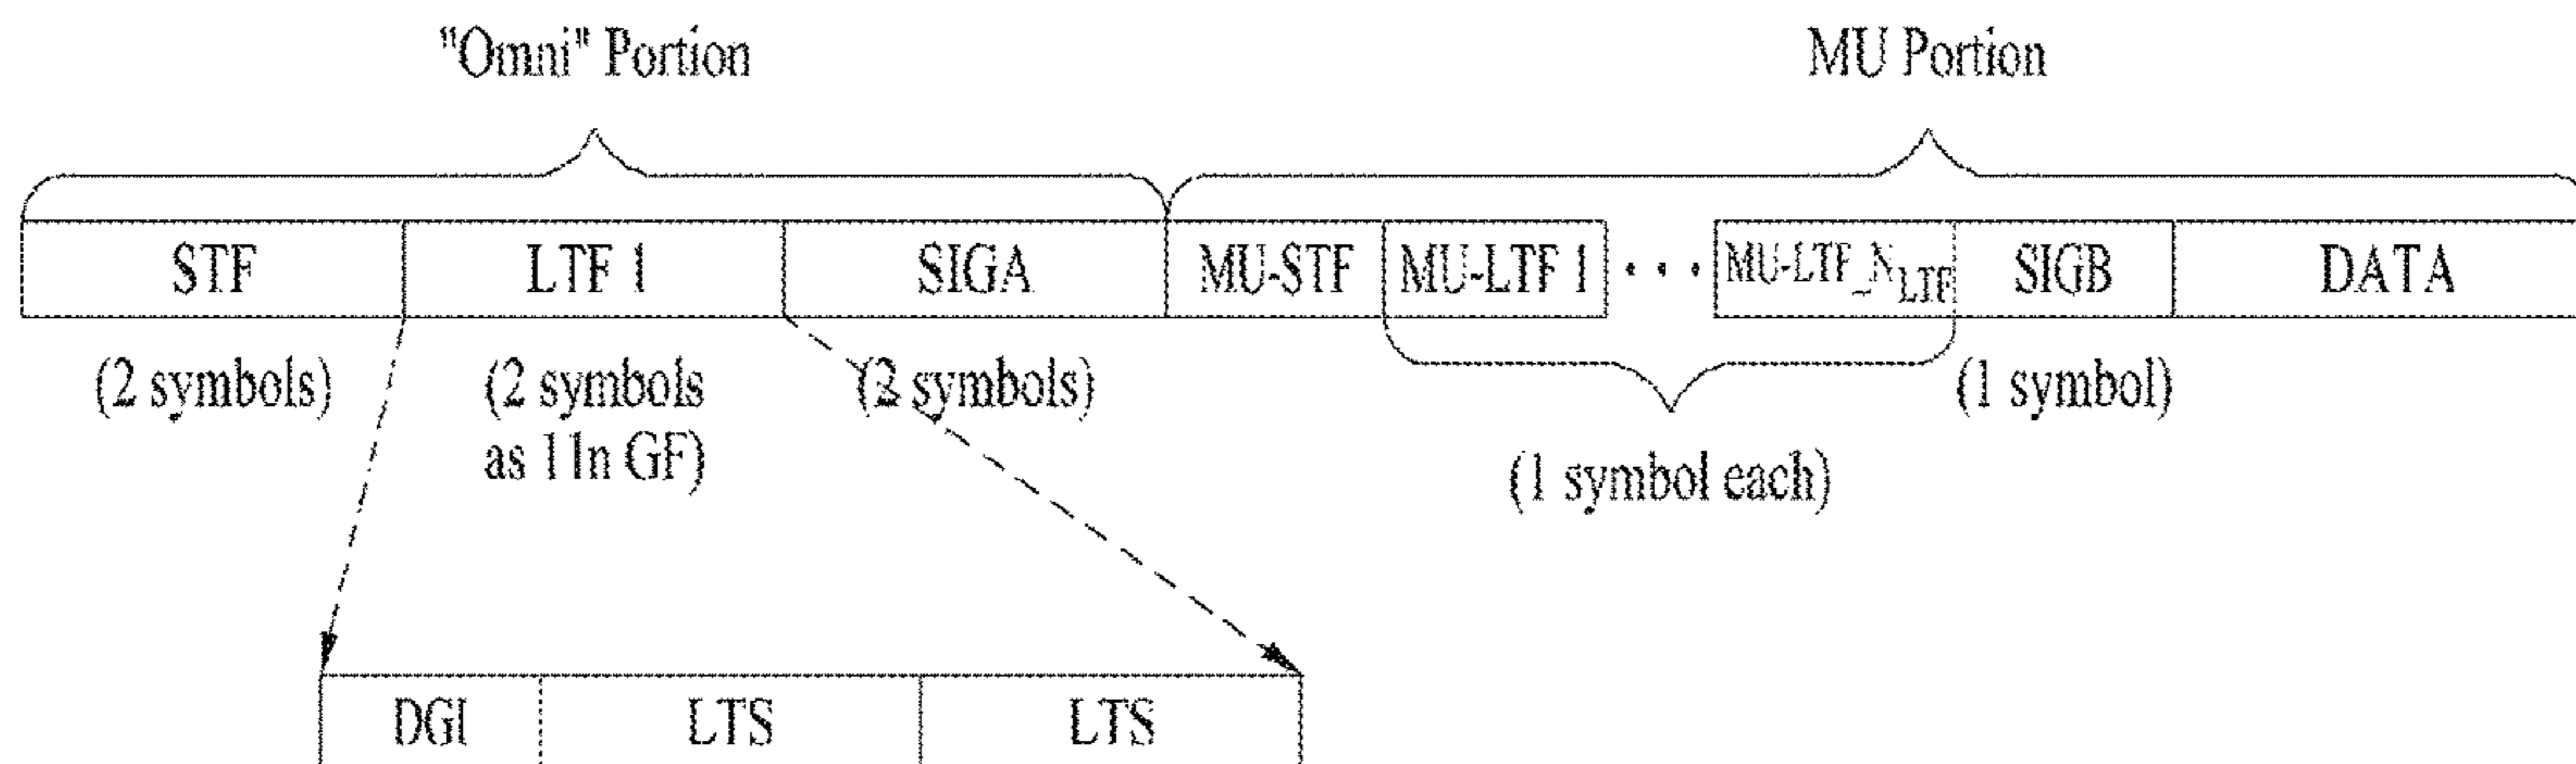 "Omni" Portion
MU Portion
STF
LTF 1
SIGA
MU-STF
MU-LTF 1
...
MU-LTF_N_LTF
SIGB
DATA
(2 symbols)
(2 symbols
as 11n GF)
(2 symbols)
(1 symbol each)
(1 symbol)
DGI
LTS
LTS